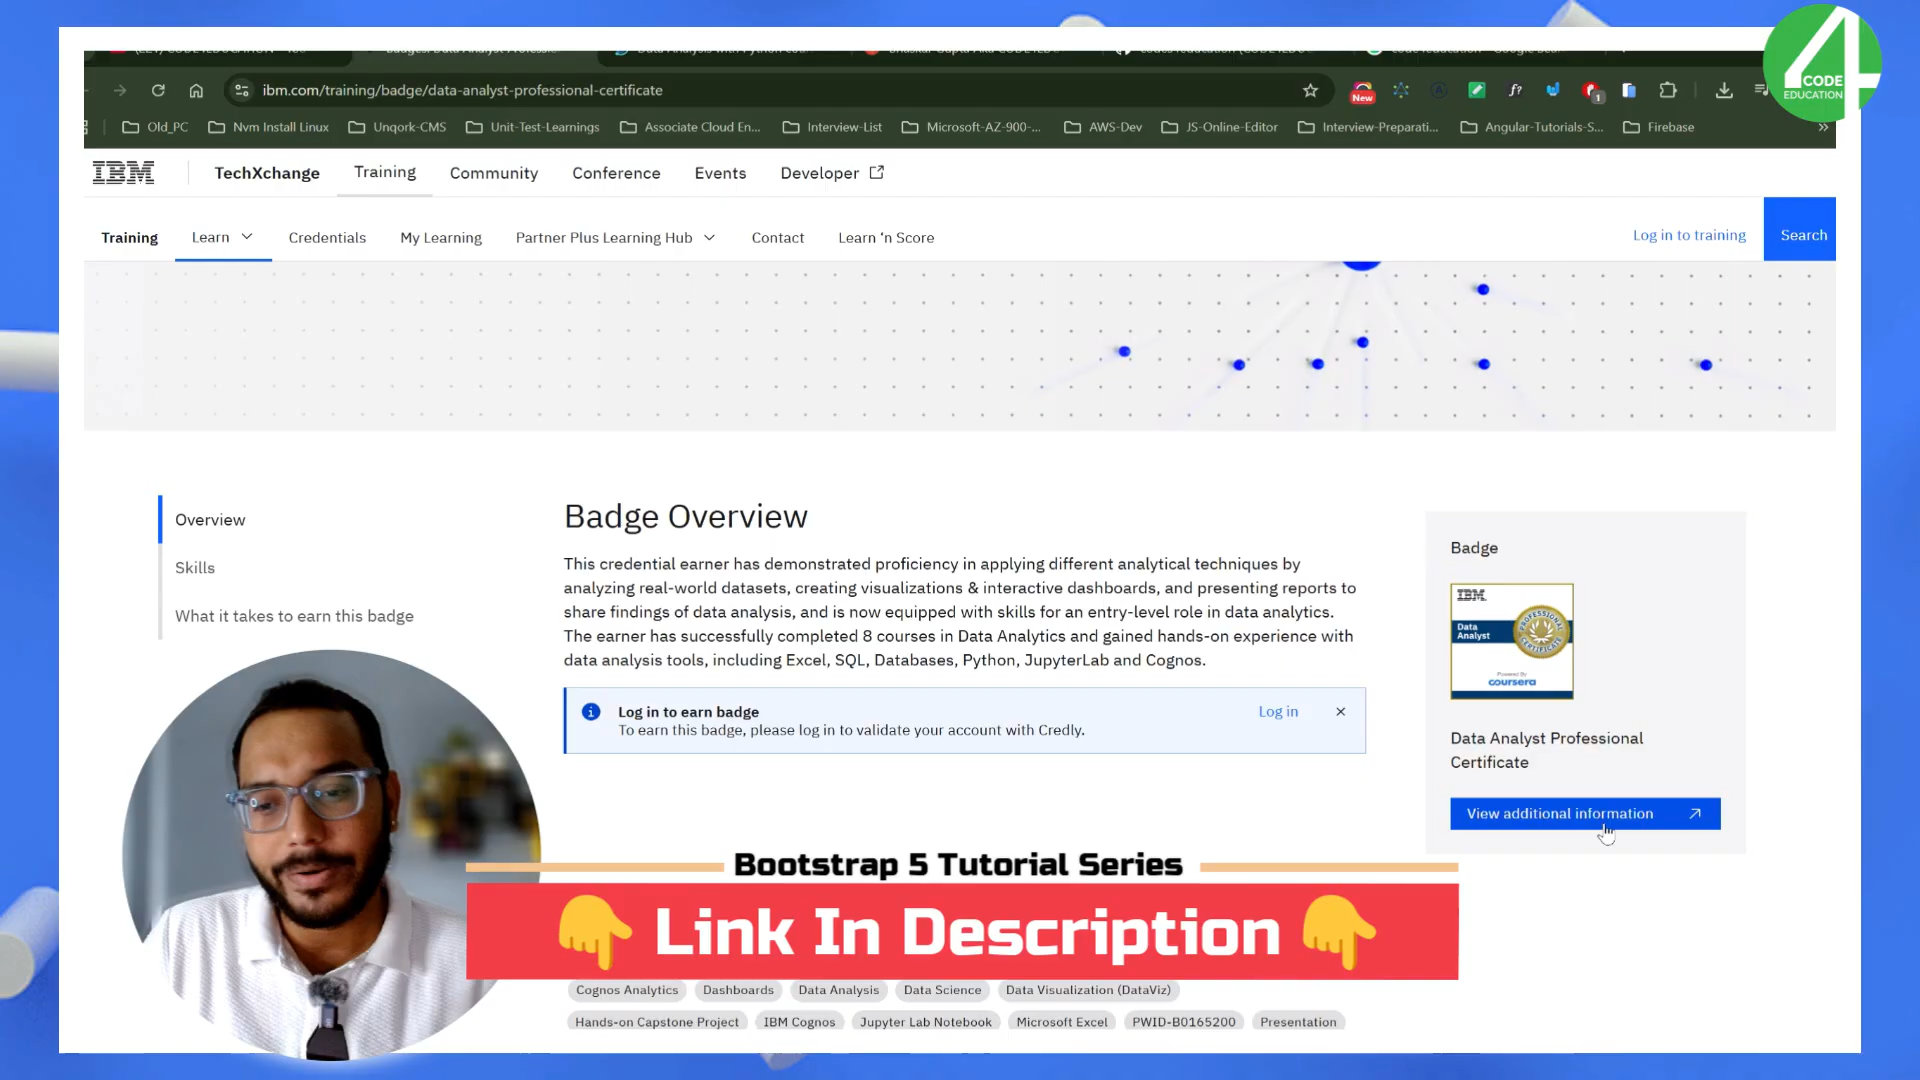 CODE
EDUCATION
ibm.com/training/badge/data-analyst-professional-certificate
New
f?
1
Old_PC
Nvm Install Linux
Unqork-CMS
Unit-Test-Learnings
Associate Cloud En...
Interview-List
Microsoft-AZ-900-...
AWS-Dev
JS-Online-Editor
Interview-Preparati...
Angular-Tutorials-S...
Firebase
»
IBM
TechXchange
Training
Community
Conference
Events
Developer
Training
Learn
Credentials
My Learning
Partner Plus Learning Hub
Contact
Learn 'n Score
Log in to training
Search
Overview
Skills
What it takes to earn this badge
Badge Overview
This credential earner has demonstrated proficiency in applying different analytical techniques by
analyzing real-world datasets, creating visualizations & interactive dashboards, and presenting reports to
share findings of data analysis, and is now equipped with skills for an entry-level role in data analytics.
The earner has successfully completed 8 courses in Data Analytics and gained hands-on experience with
data analysis tools, including Excel, SQL, Databases, Python, JupyterLab and Cognos.
Log in to earn badge
To earn this badge, please log in to validate your account with Credly.
Log in
Badge
IBM
Data
Analyst
PROFESSIONAL
CERTIFICATE
Powered By
coursera
Data Analyst Professional
Certificate
View additional information
Bootstrap 5 Tutorial Series
Link In Description
Cognos Analytics
Dashboards
Data Analysis
Data Science
Data Visualization (DataViz)
Hands-on Capstone Project
IBM Cognos
Jupyter Lab Notebook
Microsoft Excel
PWID-B0165200
Presentation